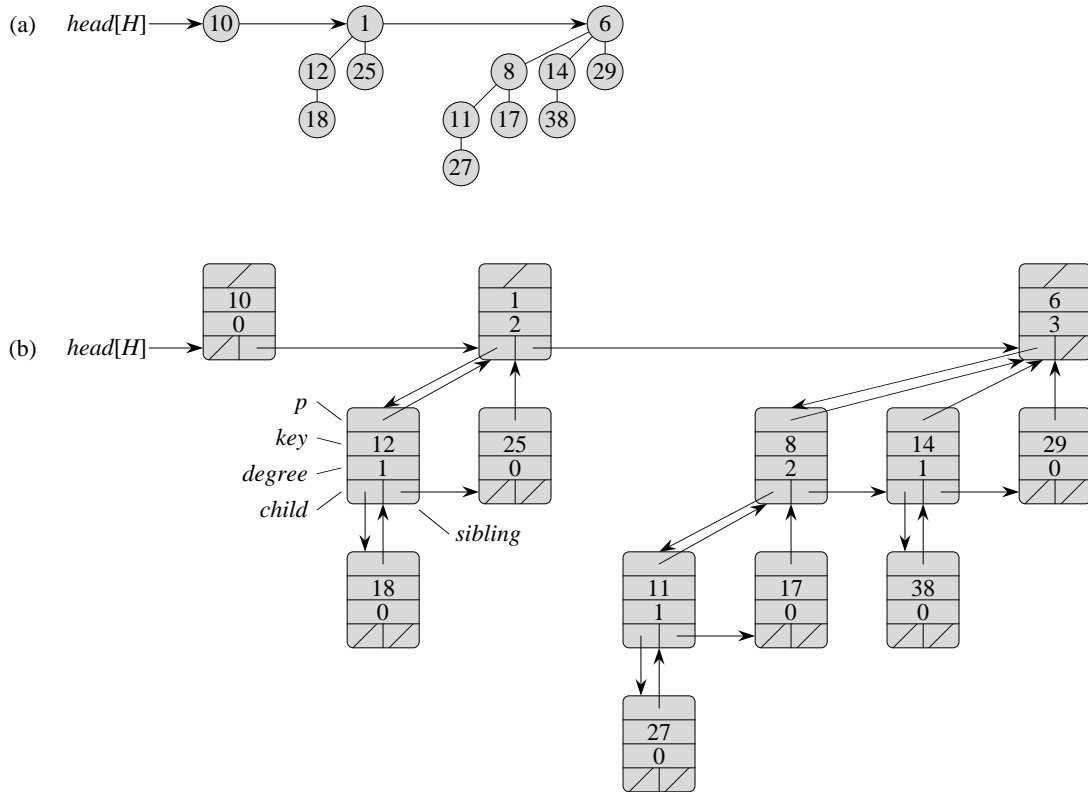 (a) head[H] 10 1 6
12 25 8 14 29
18 11 17 38
27
10 1 6
0 2 3
(b) head[H]
p
key 12 25 8 14 29
degree 1 0 2 1 0
child
sibling
18 11 17 38
0 1 0 0
27
0